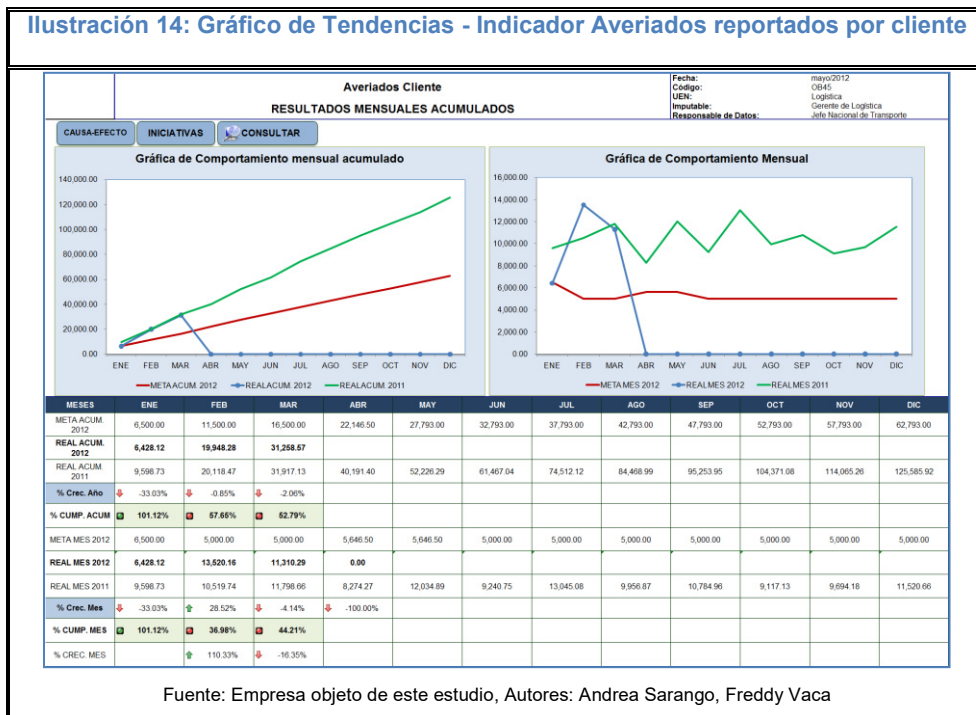 Ilustración 14: Gráfico de Tendencias - Indicador Averiados reportados por cliente
Averiados Cliente
RESULTADOS MENSUALES ACUMULADOS
Fecha: mayo/2012
Código: OB45
UEN: Logística
Imputable: Gerente de Logística
Responsable de Datos: Jefe Nacional de Transporte
CAUSA-EFECTO INICIATIVAS CONSULTAR
Gráfica de Comportamiento mensual acumulado
140,000.00
120,000.00
100,000.00
80,000.00
60,000.00
40,000.00
20,000.00
0.00
ENE FEB MAR ABR MAY JUN JUL AGO SEP OCT NOV DIC
META ACUM. 2012 REAL ACUM. 2012 REAL ACUM. 2011
Gráfica de Comportamiento Mensual
16,000.00
14,000.00
12,000.00
10,000.00
8,000.00
6,000.00
4,000.00
2,000.00
0.00
ENE FEB MAR ABR MAY JUN JUL AGO SEP OCT NOV DIC
META MES 2012 REAL MES 2012 REAL MES 2011
MESES ENE FEB MAR ABR MAY JUN JUL AGO SEP OCT NOV DIC
META ACUM. 2012 6,500.00 11,500.00 16,500.00 22,146.50 27,793.00 32,793.00 37,793.00 42,793.00 47,793.00 52,793.00 57,793.00 62,793.00
REAL ACUM. 2012 6,428.12 19,948.28 31,258.57
REAL ACUM. 2011 9,598.73 20,118.47 31,917.13 40,191.40 52,226.29 61,467.04 74,512.12 84,468.99 95,253.95 104,371.08 114,065.26 125,585.92
% Crec. Año -33.03% -0.85% -2.06%
% CUMP. ACUM 101.12% 57.65% 52.79%
META MES 2012 6,500.00 5,000.00 5,000.00 5,646.50 5,646.50 5,000.00 5,000.00 5,000.00 5,000.00 5,000.00 5,000.00 5,000.00
REAL MES 2012 6,428.12 13,520.16 11,310.29 0.00
REAL MES 2011 9,598.73 10,519.74 11,798.66 8,274.27 12,034.89 9,240.75 13,045.08 9,956.87 10,784.96 9,117.13 9,694.18 11,520.66
% Crec. Mes -33.03% 28.52% -4.14% -100.00%
% CUMP. MES 101.12% 36.98% 44.21%
% CREC. MES 110.33% -16.35%
Fuente: Empresa objeto de este estudio, Autores: Andrea Sarango, Freddy Vaca